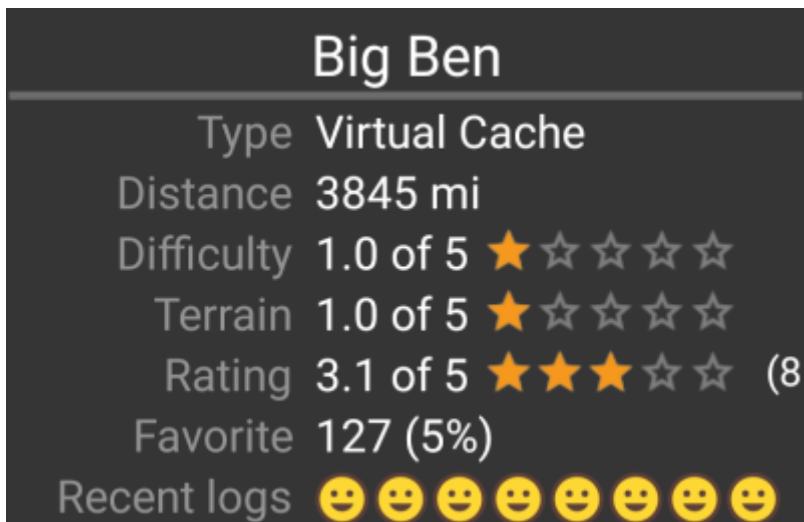 Big Ben
Type Virtual Cache
Distance 3845 mi
Difficulty 1.0 of 5
Terrain 1.0 of 5
Rating 3.1 of 5 (8
Favorite 127 (5%)
Recent logs